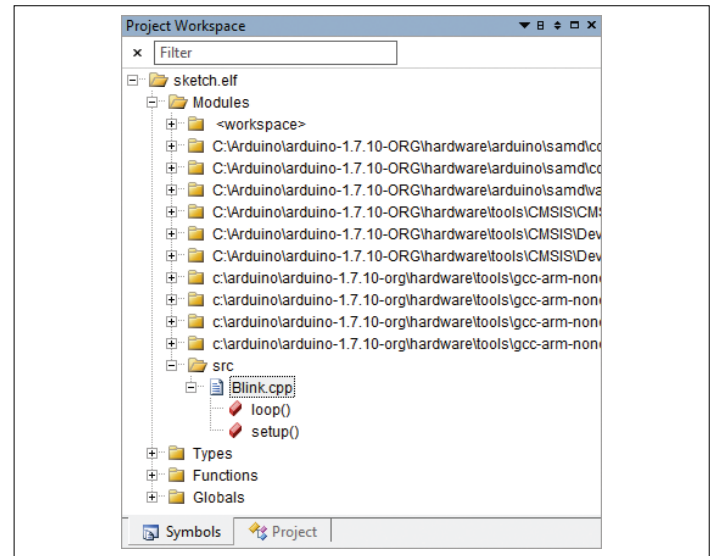 Project Workspace
Filter
sketch.elf
Modules
<workspace>
C:\Arduino\arduino-1.7.10-ORG\hardware\arduino\samd\co
C:\Arduino\arduino-1.7.10-ORG\hardware\arduino\samd\co
C:\Arduino\arduino-1.7.10-ORG\hardware\arduino\samd\va
C:\Arduino\arduino-1.7.10-ORG\hardware\tools\CMSIS\CMS
C:\Arduino\arduino-1.7.10-ORG\hardware\tools\CMSIS\Dev
C:\Arduino\arduino-1.7.10-ORG\hardware\tools\CMSIS\Dev
c:\arduino\arduino-1.7.10-org\hardware\tools\gcc-arm-none
c:\arduino\arduino-1.7.10-org\hardware\tools\gcc-arm-none
c:\arduino\arduino-1.7.10-org\hardware\tools\gcc-arm-none
c:\arduino\arduino-1.7.10-org\hardware\tools\gcc-arm-none
src
Blink.cpp
loop()
setup()
Types
Functions
Globals
Symbols Project